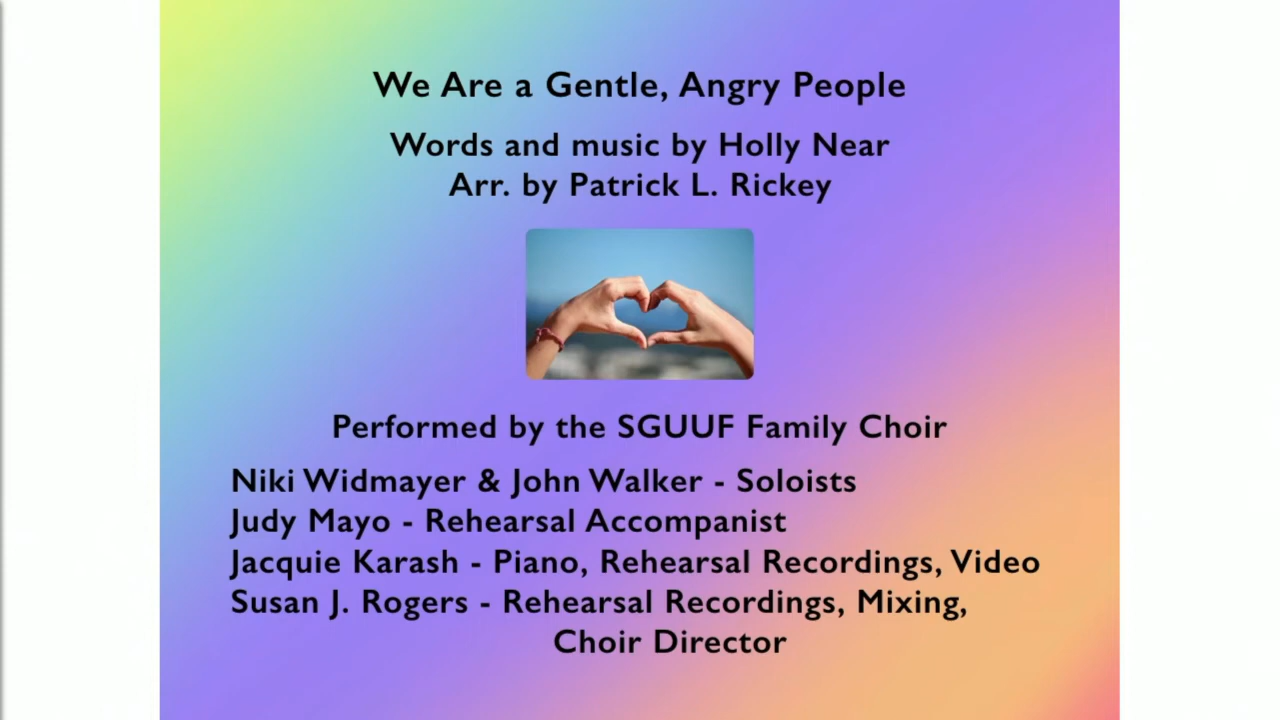 We Are a Gentle, Angry People
Words and music by Holly Near
Arr. by Patrick L. Rickey
Performed by the SGUUF Family Choir
Niki Widmayer & John Walker - Soloists
Judy Mayo - Rehearsal Accompanist
Jacquie Karash - Piano, Rehearsal Recordings, Video
Susan J. Rogers - Rehearsal Recordings, Mixing,
Choir Director